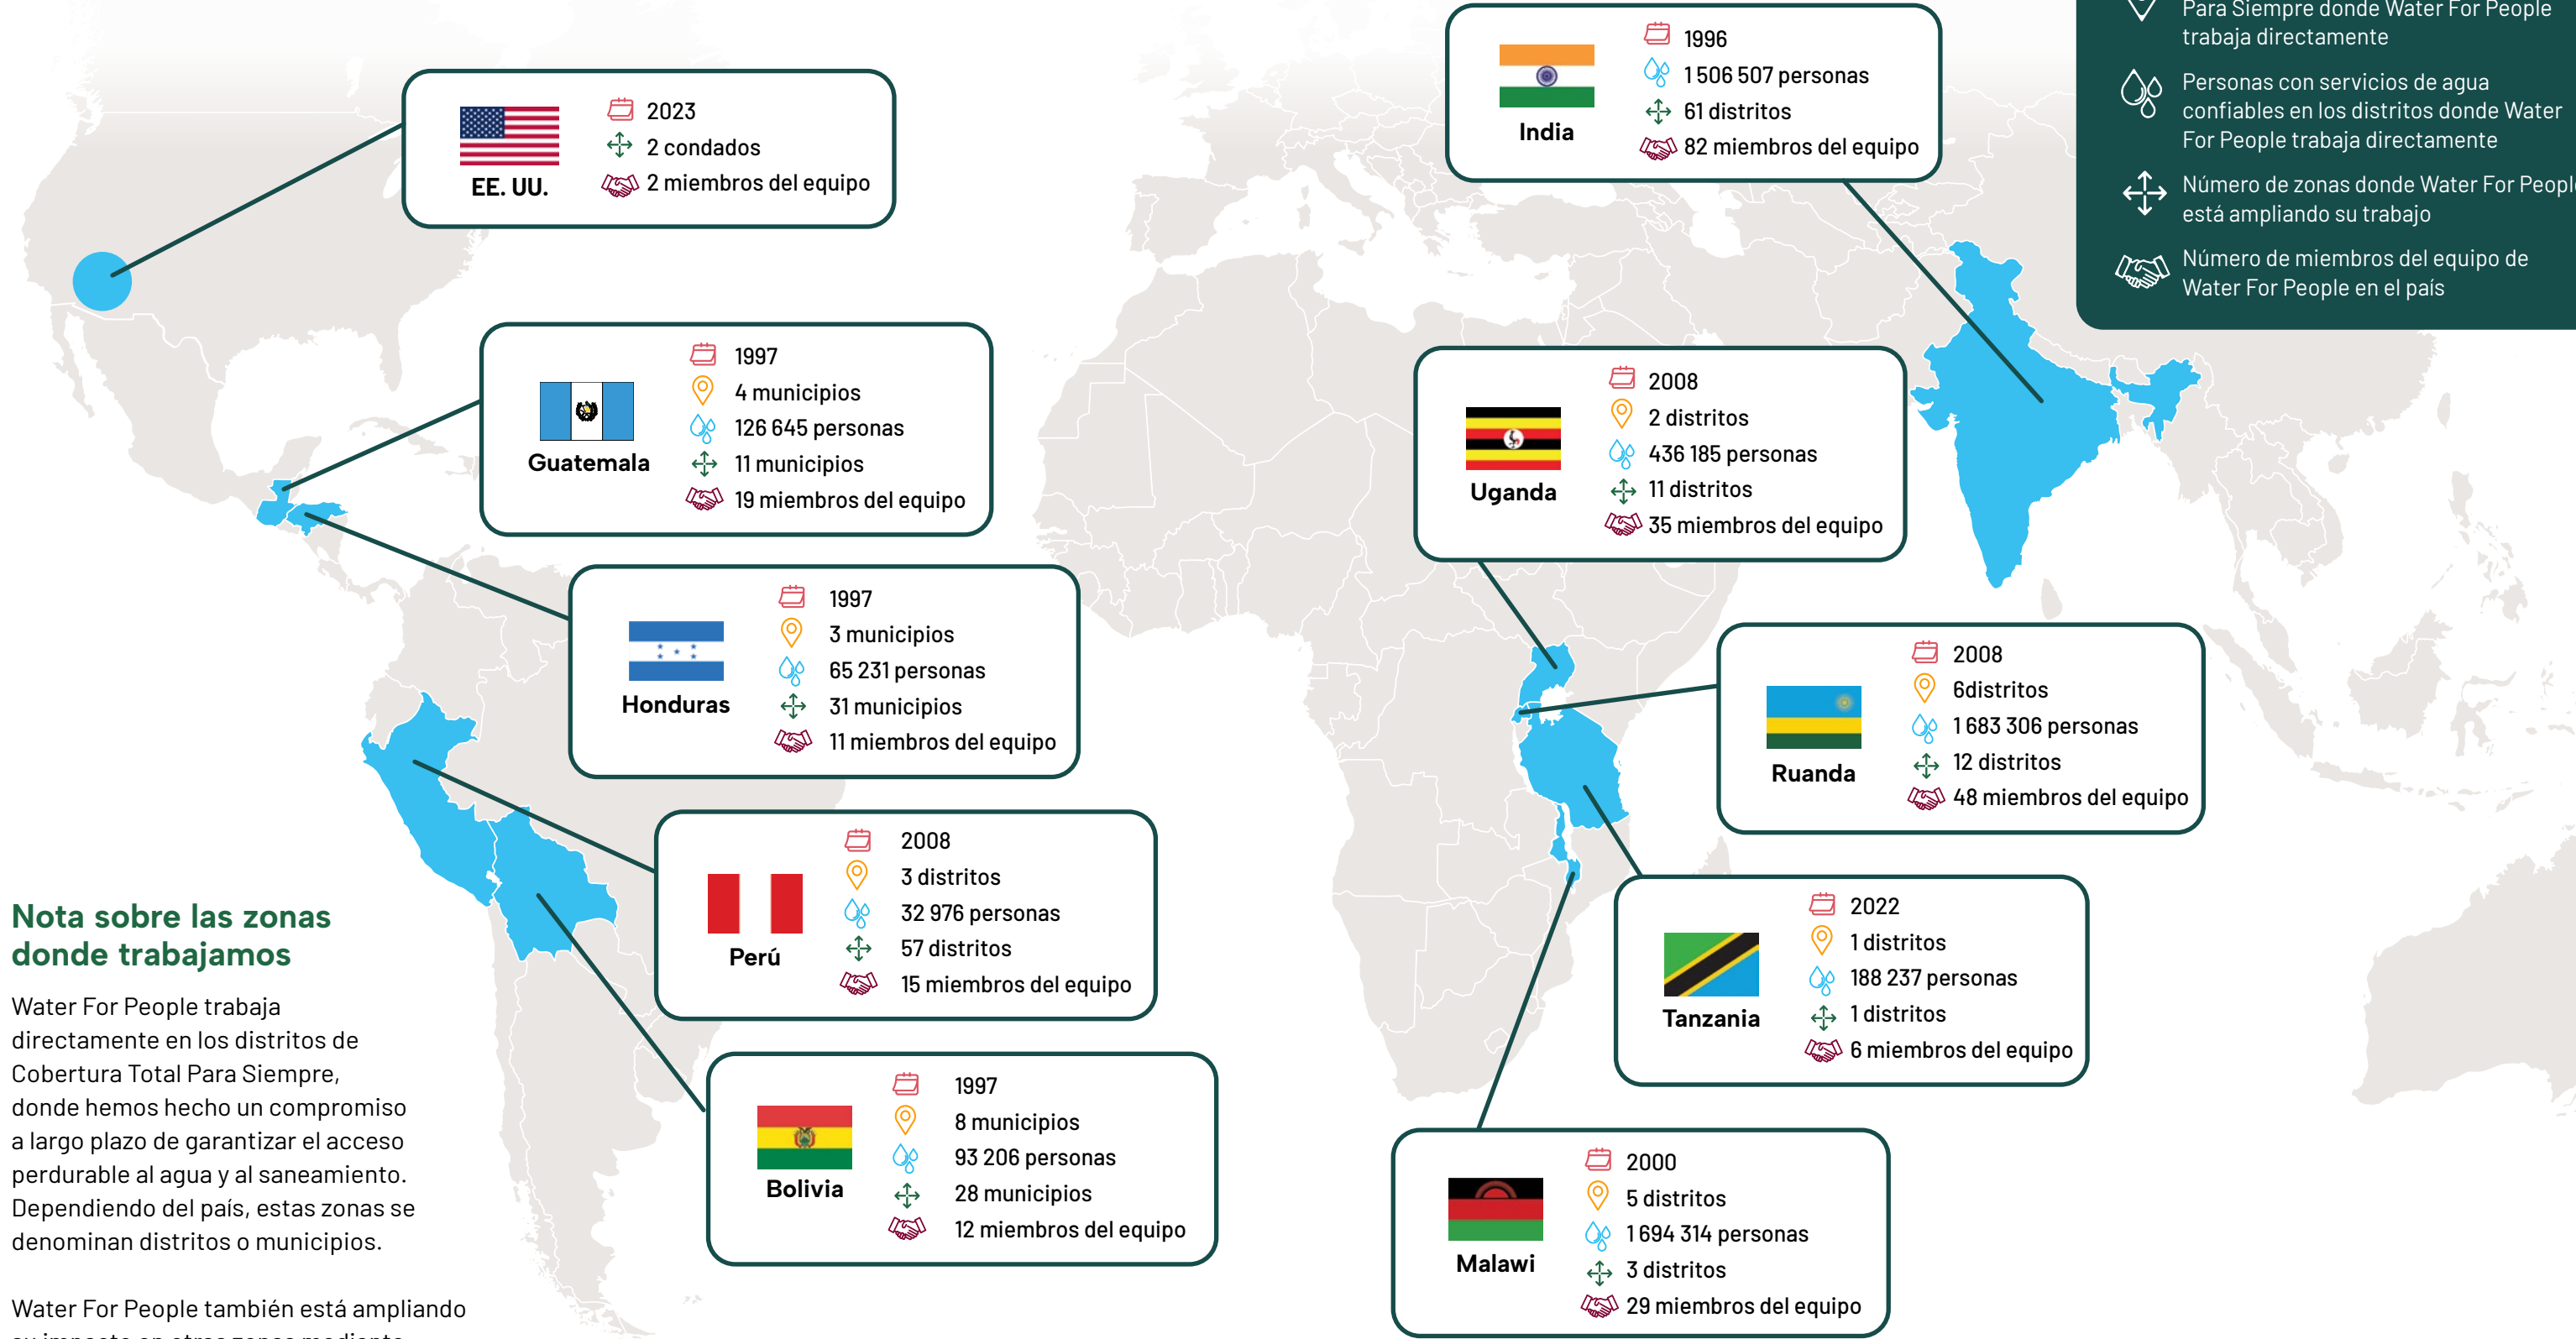 Para Siempre donde Water For People
trabaja directamente
Personas con servicios de agua
confiables en los distritos donde Water
For People trabaja directamente
Número de zonas donde Water For People
está ampliando su trabajo
Número de miembros del equipo de
Water For People en el país
EE. UU.
2023
2 condados
2 miembros del equipo
India
1996
1 506 507 personas
61 distritos
82 miembros del equipo
Guatemala
1997
4 municipios
126 645 personas
11 municipios
19 miembros del equipo
Uganda
2008
2 distritos
436 185 personas
11 distritos
35 miembros del equipo
Honduras
1997
3 municipios
65 231 personas
31 municipios
11 miembros del equipo
Ruanda
2008
6distritos
1 683 306 personas
12 distritos
48 miembros del equipo
Perú
2008
3 distritos
32 976 personas
57 distritos
15 miembros del equipo
Tanzania
2022
1 distritos
188 237 personas
1 distritos
6 miembros del equipo
Bolivia
1997
8 municipios
93 206 personas
28 municipios
12 miembros del equipo
Malawi
2000
5 distritos
1 694 314 personas
3 distritos
29 miembros del equipo
Nota sobre las zonas
donde trabajamos
Water For People trabaja
directamente en los distritos de
Cobertura Total Para Siempre,
donde hemos hecho un compromiso
a largo plazo de garantizar el acceso
perdurable al agua y al saneamiento.
Dependiendo del país, estas zonas se
denominan distritos o municipios.
Water For People también está ampliando
su impacto en otras zonas mediante